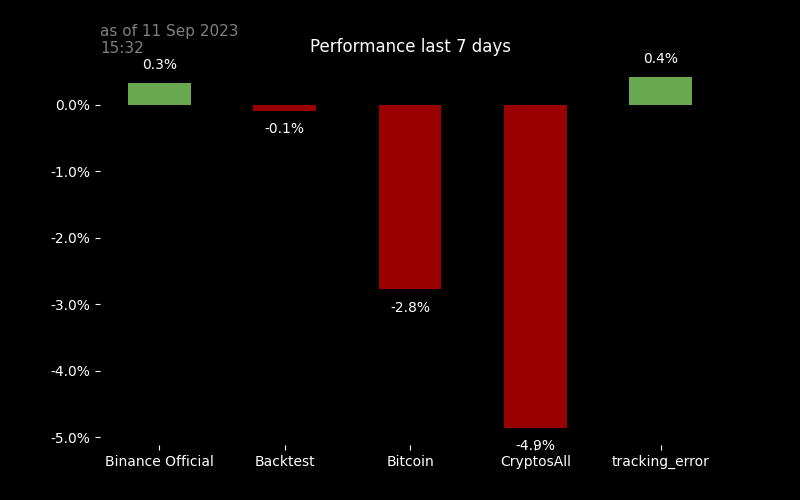 as of 11 Sep 2023
15:32
Performance last 7 days
0.3%
0.4%
0.0%
-0.1%
-1.0%
-2.0%
-3.0%
-2.8%
-4.0%
-5.0%
-4.9%
Binance Official
Backtest
Bitcoin
CryptosAll
tracking_error